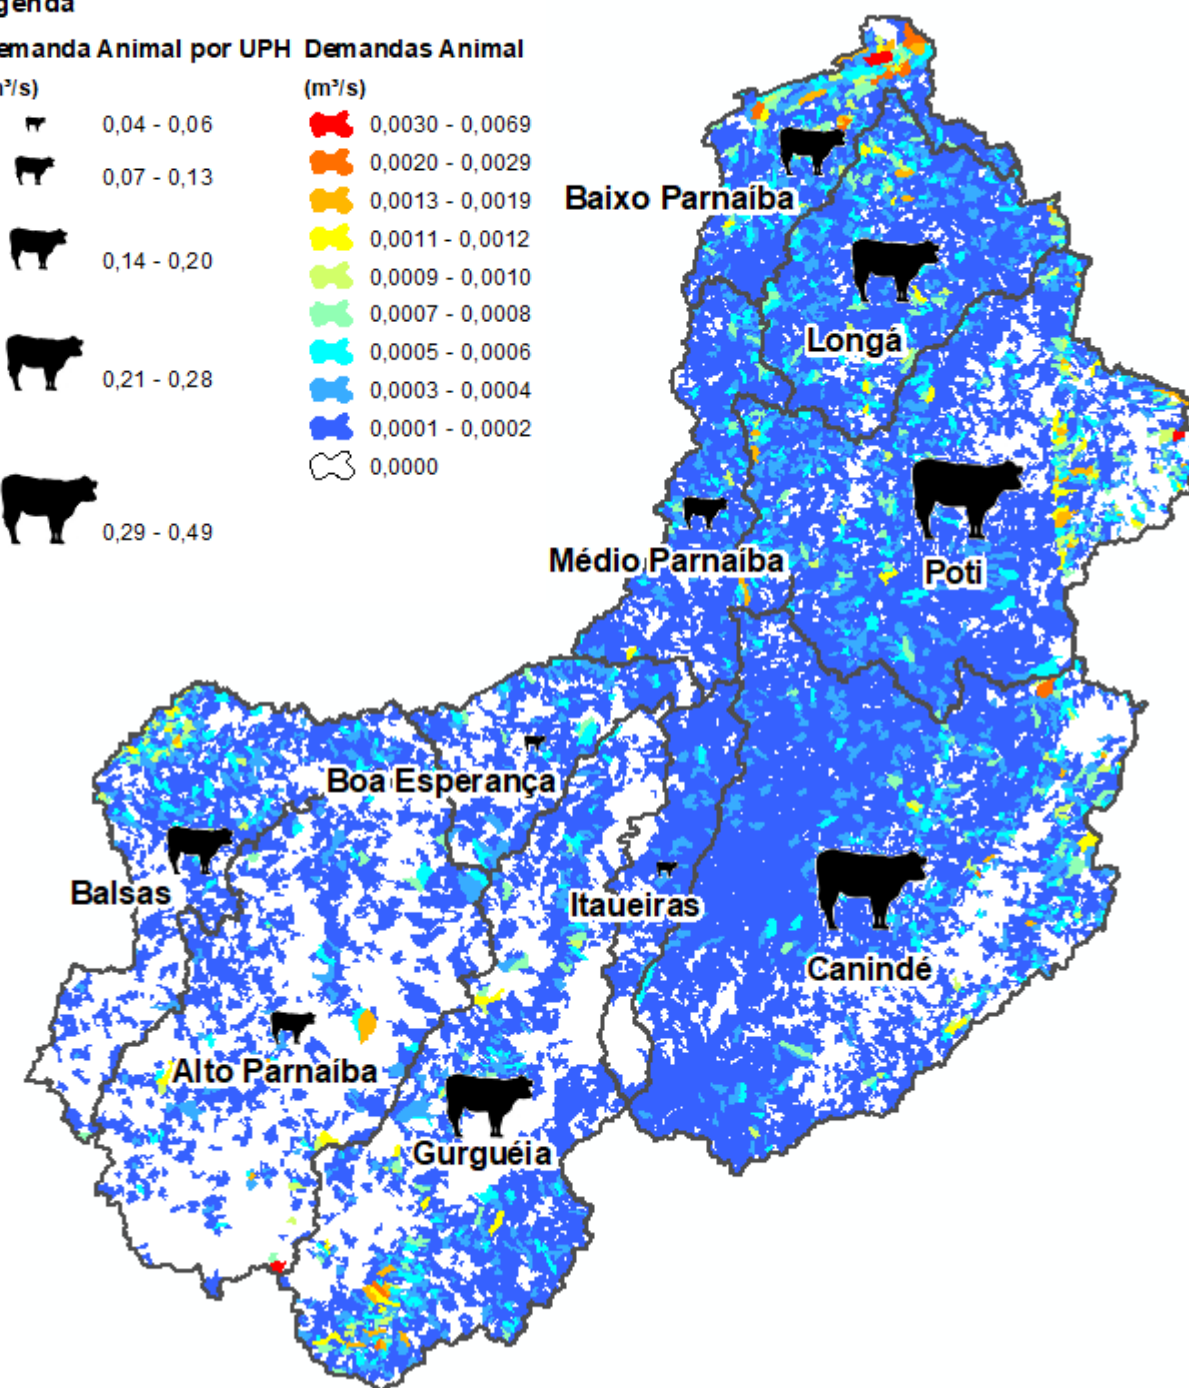 genda
emanda Animal por UPH
n³/s)
0,04 - 0,06
0,07 - 0,13
0,14 - 0,20
0,21 - 0,28
0,29 - 0,49
Demandas Animal
(m³/s)
0,0030 - 0,0069
0,0020 - 0,0029
0,0013 - 0,0019
0,0011 - 0,0012
0,0009 - 0,0010
0,0007 - 0,0008
0,0005 - 0,0006
0,0003 - 0,0004
0,0001 - 0,0002
0,0000
Baixo Parnaíba
Longá
Médio Parnaíba
Poti
Boa Esperança
Balsas
Itaueiras
Canindé
Alto Parnaíba
Gurguéia